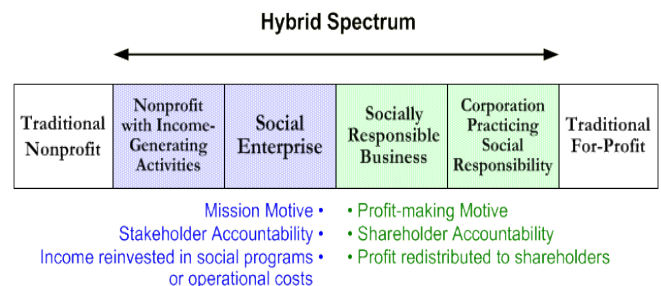 Hybrid Spectrum
Traditional
Nonprofit
Nonprofit
with Income-
Generating
Activities
Social
Enterprise
Socially
Responsible
Business
Corporation
Practicing
Social
Responsibility
Traditional
For-Profit
Mission Motive •
Stakeholder Accountability •
Income reinvested in social programs •
or operational costs
• Profit-making Motive
• Shareholder Accountability
• Profit redistributed to shareholders